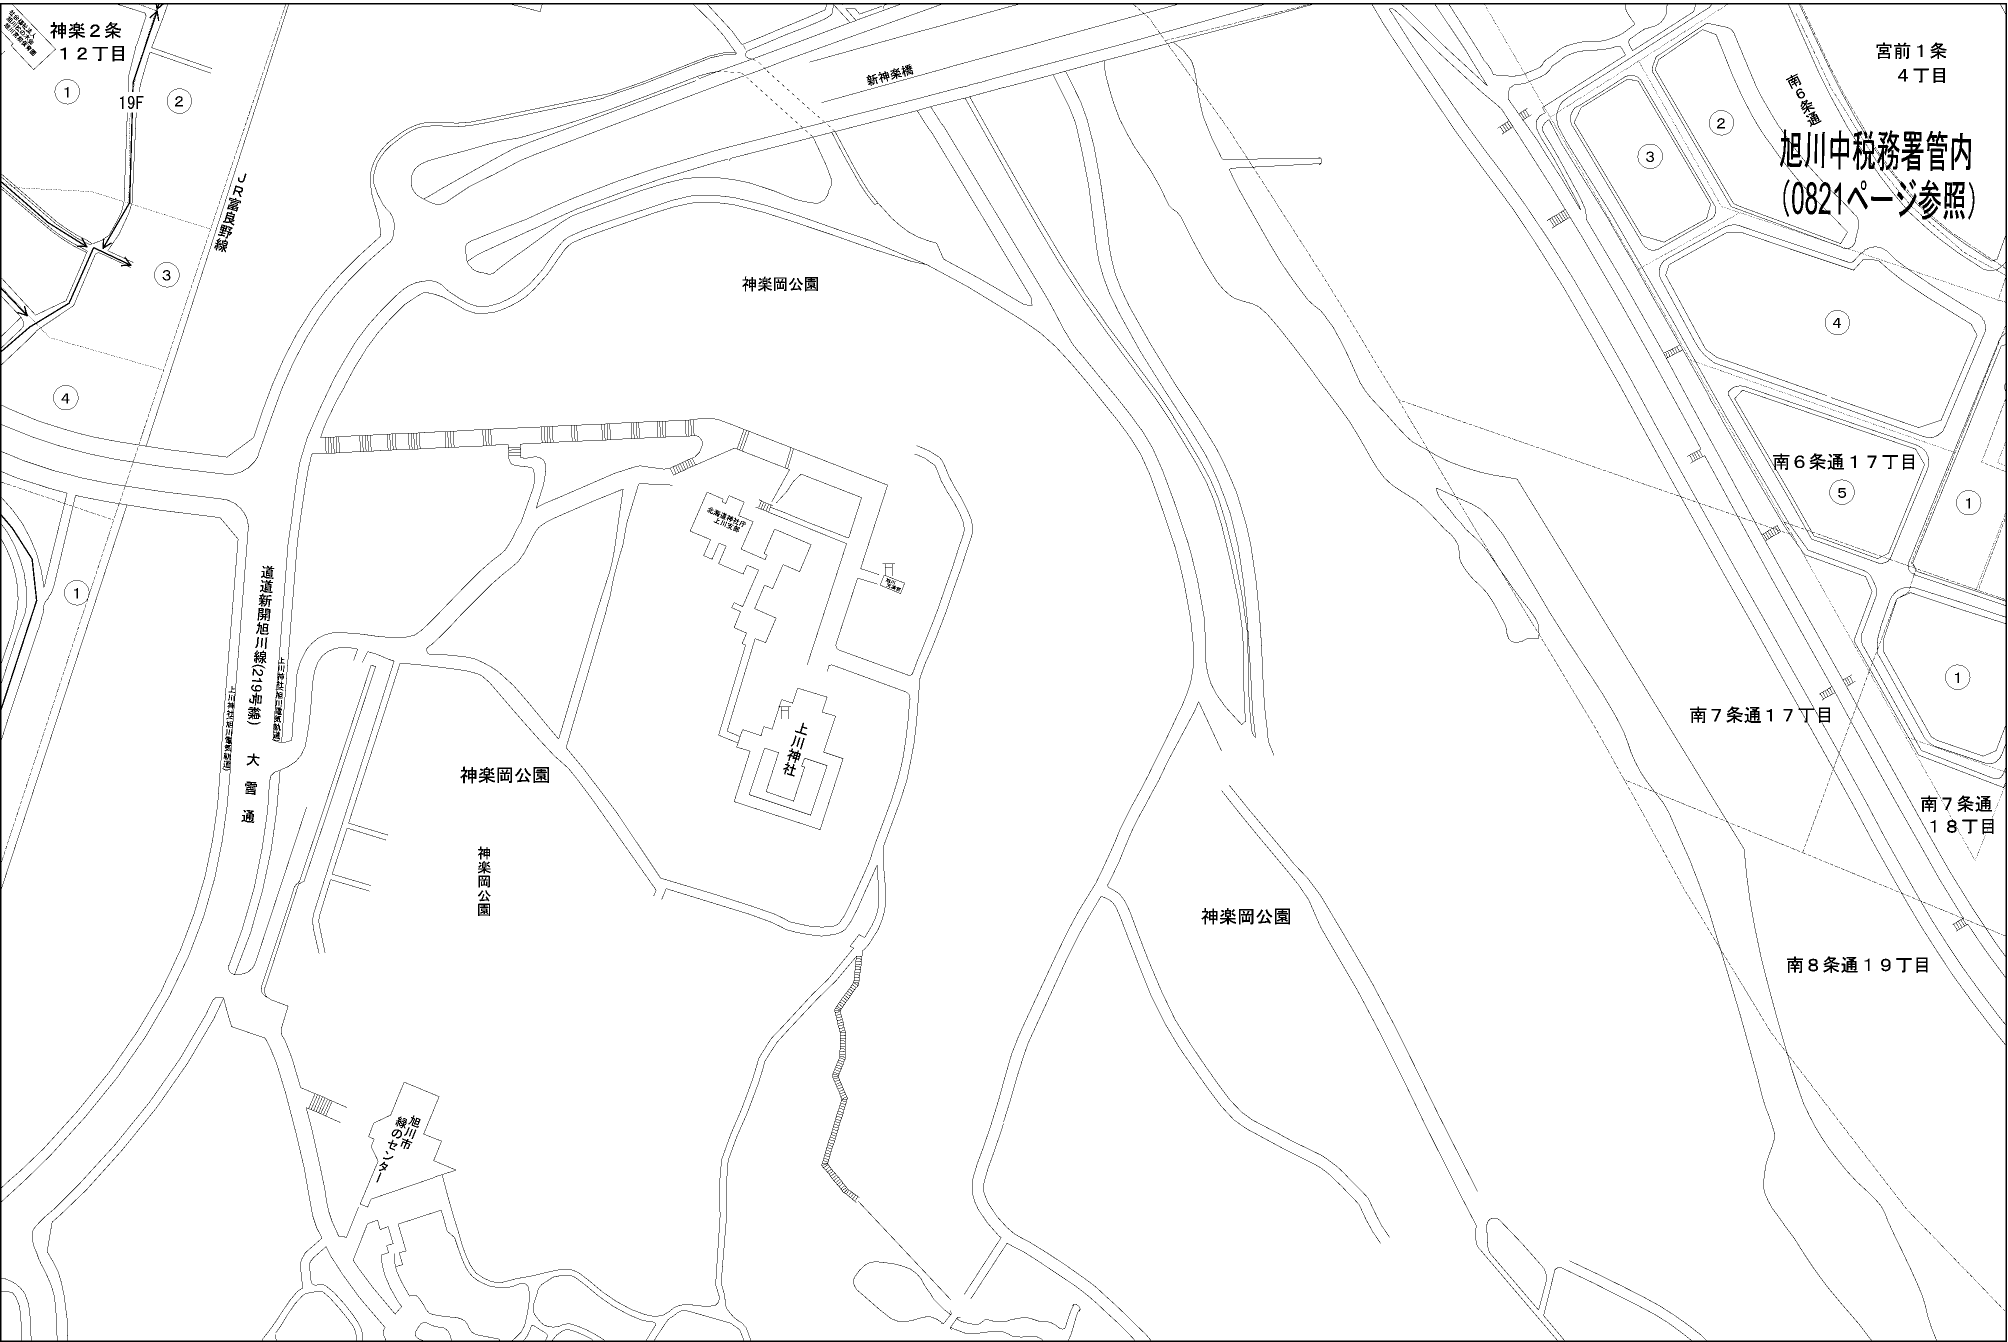 神楽２条
１２丁目
①
19F
②
③
④
①
ＪＲ富良野線
新神楽橋
宮前１条
４丁目
南６条通
旭川中税務署管内
(0821ページ参照)
②
③
④
神楽岡公園
南６条通１７丁目
⑤
①
①
北海道神社庁
上川支部
道道新開旭川線(219号線)
大雪通
上川神社
神楽岡公園
神楽岡公園
神楽岡公園
南７条通１７丁目
南７条通
１８丁目
南８条通１９丁目
旭川市
緑のセンター